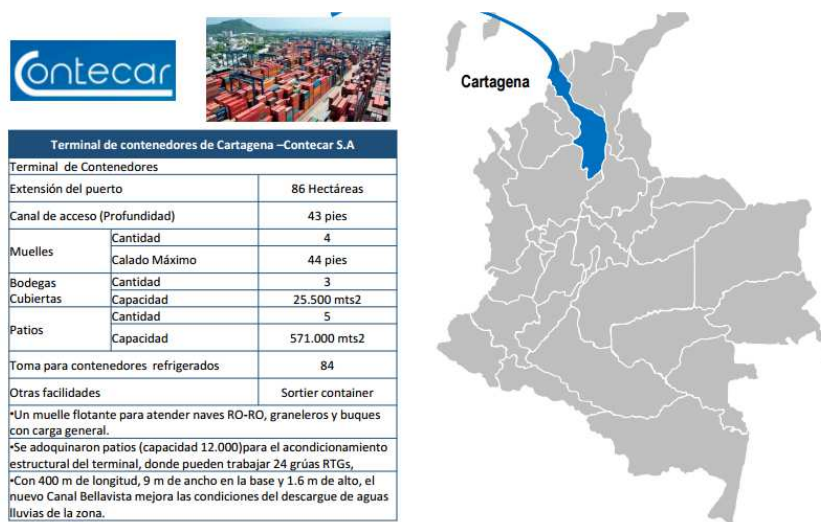 Contecar
Cartagena
Terminal de contenedores de Cartagena –Contecar S.A
Terminal de Contenedores
Extensión del puerto 86 Hectáreas
Canal de acceso (Profundidad) 43 pies
Muelles Cantidad 4
Calado Máximo 44 pies
Bodegas Cubiertas Cantidad 3
Capacidad 25.500 mts2
Patios Cantidad 5
Capacidad 571.000 mts2
Toma para contenedores refrigerados 84
Otras facilidades Sortier container
•Un muelle flotante para atender naves RO-RO, graneleros y buques
con carga general.
•Se adoquinaron patios (capacidad 12.000)para el acondicionamiento
estructural del terminal, donde pueden trabajar 24 grúas RTGs,
•Con 400 m de longitud, 9 m de ancho en la base y 1.6 m de alto, el
nuevo Canal Bellavista mejora las condiciones del descargue de aguas
lluvias de la zona.